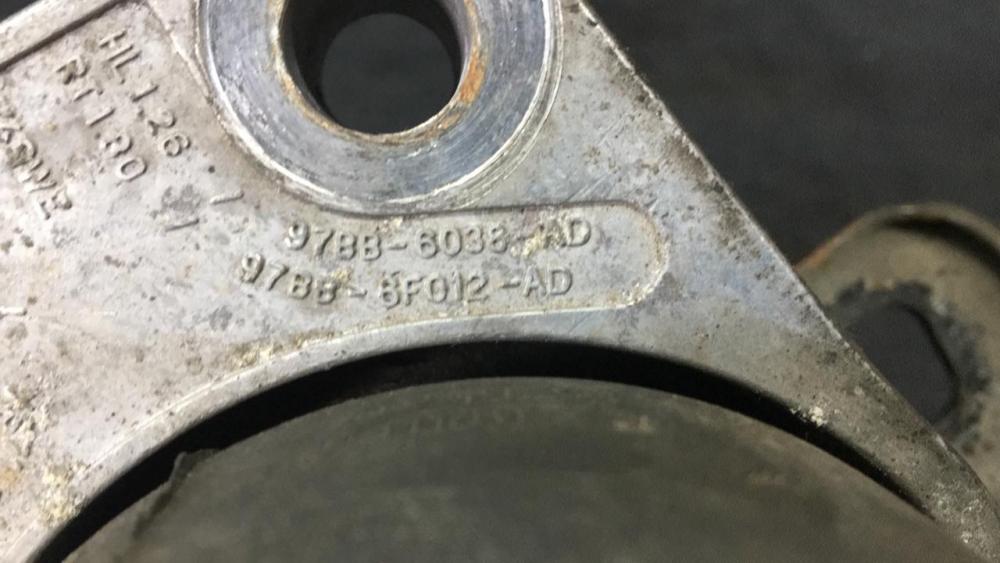 HL 1.26
RT 1.30
97BB-6038-AD
97BB-6F012-AD